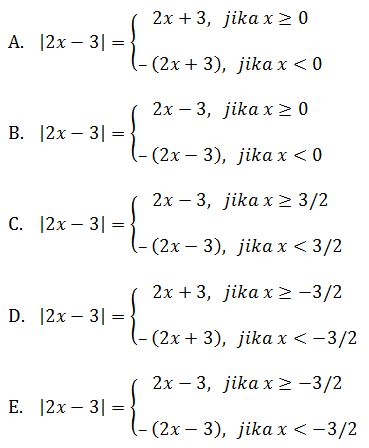 2x + 3, jika x ≥ 0
A. |2x − 3| = {
− (2x + 3), jika x < 0
2x − 3, jika x ≥ 0
B. |2x − 3| = {
− (2x − 3), jika x < 0
2x − 3, jika x ≥ 3/2
C. |2x − 3| = {
− (2x − 3), jika x < 3/2
2x + 3, jika x ≥ −3/2
D. |2x − 3| = {
− (2x + 3), jika x < −3/2
2x − 3, jika x ≥ −3/2
E. |2x − 3| = {
− (2x − 3), jika x < −3/2